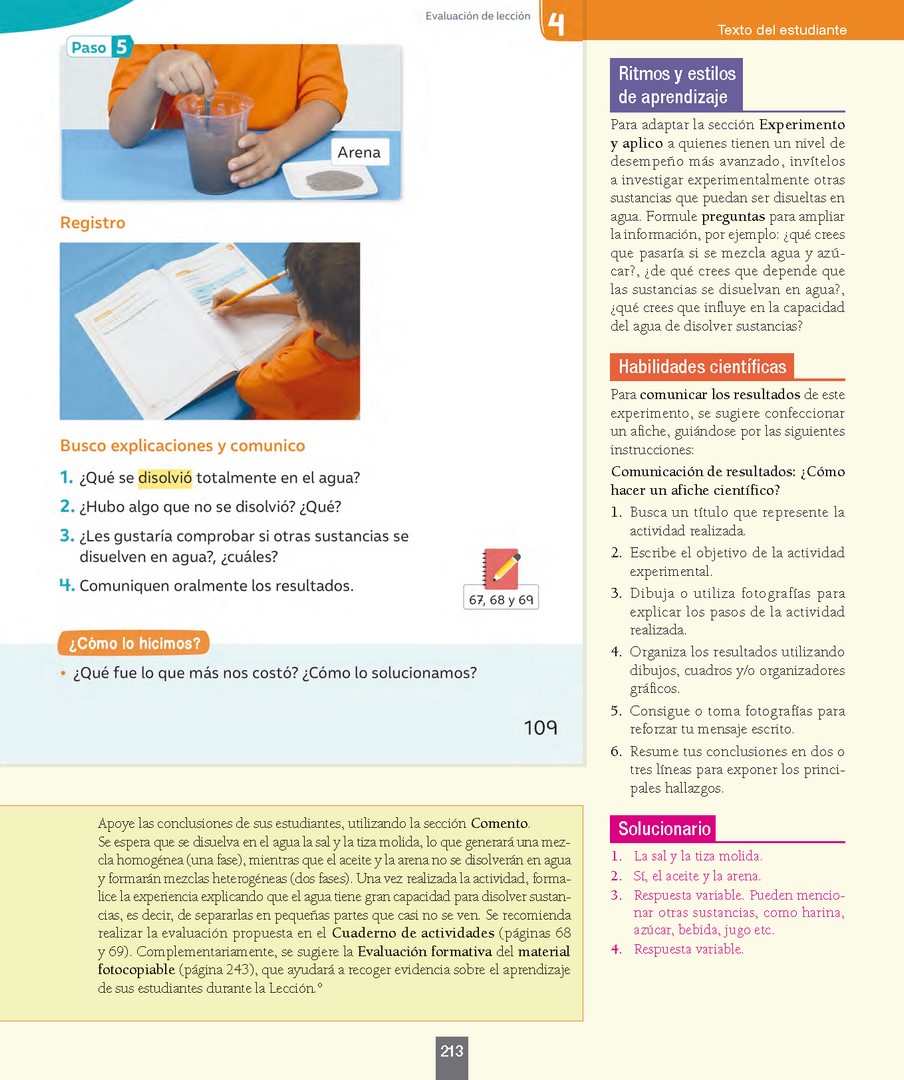 Evaluación de lección
4
Texto del estudiante
Paso 5
Arena
Registro
Busco explicaciones y comunico
1. ¿Qué se disolvió totalmente en el agua?
2. ¿Hubo algo que no se disolvió? ¿Qué?
3. ¿Les gustaría comprobar si otras sustancias se
disuelven en agua?, ¿cuáles?
4. Comuniquen oralmente los resultados.
67, 68 y 69
¿Cómo lo hicimos?
• ¿Qué fue lo que más nos costó? ¿Cómo lo solucionamos?
109
Ritmos y estilos
de aprendizaje
Para adaptar la sección Experimento
y aplico a quienes tienen un nivel de
desempeño más avanzado, invítelos
a investigar experimentalmente otras
sustancias que puedan ser disueltas en
agua. Formule preguntas para ampliar
la información, por ejemplo: ¿qué crees
que pasaría si se mezcla agua y azú-
car?, ¿de qué crees que depende que
las sustancias se disuelvan en agua?,
¿qué crees que influye en la capacidad
del agua de disolver sustancias?
Habilidades científicas
Para comunicar los resultados de este
experimento, se sugiere confeccionar
un afiche, guiándose por las siguientes
instrucciones:
Comunicación de resultados: ¿Cómo
hacer un afiche científico?
1. Busca un título que represente la
actividad realizada.
2. Escribe el objetivo de la actividad
experimental.
3. Dibuja o utiliza fotografías para
explicar los pasos de la actividad
realizada.
4. Organiza los resultados utilizando
dibujos, cuadros y/o organizadores
gráficos.
5. Consigue o toma fotografías para
reforzar tu mensaje escrito.
6. Resume tus conclusiones en dos o
tres líneas para exponer los princi-
pales hallazgos.
Solucionario
1. La sal y la tiza molida.
2. Sí, el aceite y la arena.
3. Respuesta variable. Pueden mencio-
nar otras sustancias, como harina,
azúcar, bebida, jugo etc.
4. Respuesta variable.
Apoye las conclusiones de sus estudiantes, utilizando la sección Comento.
Se espera que se disuelva en el agua la sal y la tiza molida, lo que generará una mez-
cla homogénea (una fase), mientras que el aceite y la arena no se disolverán en agua
y formarán mezclas heterogéneas (dos fases). Una vez realizada la actividad, forma-
lice la experiencia explicando que el agua tiene gran capacidad para disolver sustan-
cias, es decir, de separarlas en pequeñas partes que casi no se ven. Se recomienda
realizar la evaluación propuesta en el Cuaderno de actividades (páginas 68
y 69). Complementariamente, se sugiere la Evaluación formativa del material
fotocopiable (página 243), que ayudará a recoger evidencia sobre el aprendizaje
de sus estudiantes durante la Lección.°
213